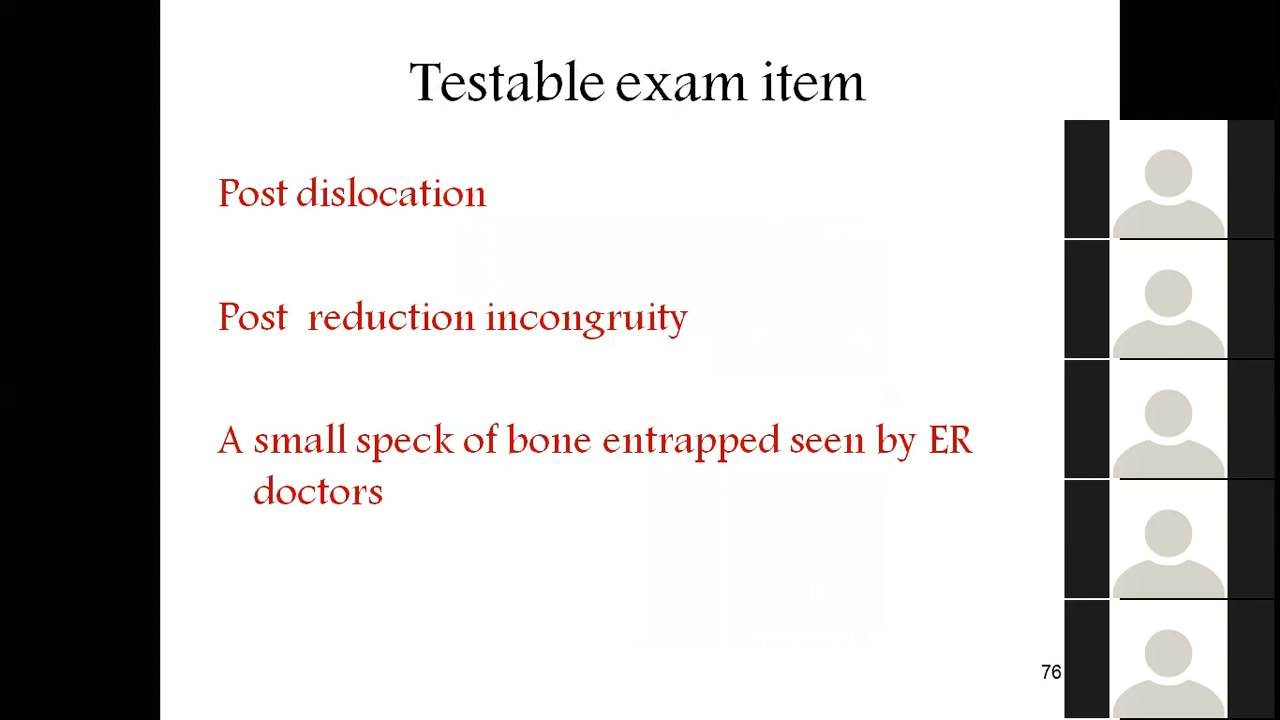 Testable exam item
Post dislocation
Post reduction incongruity
A small speck of bone entrapped seen by ER
doctors
76